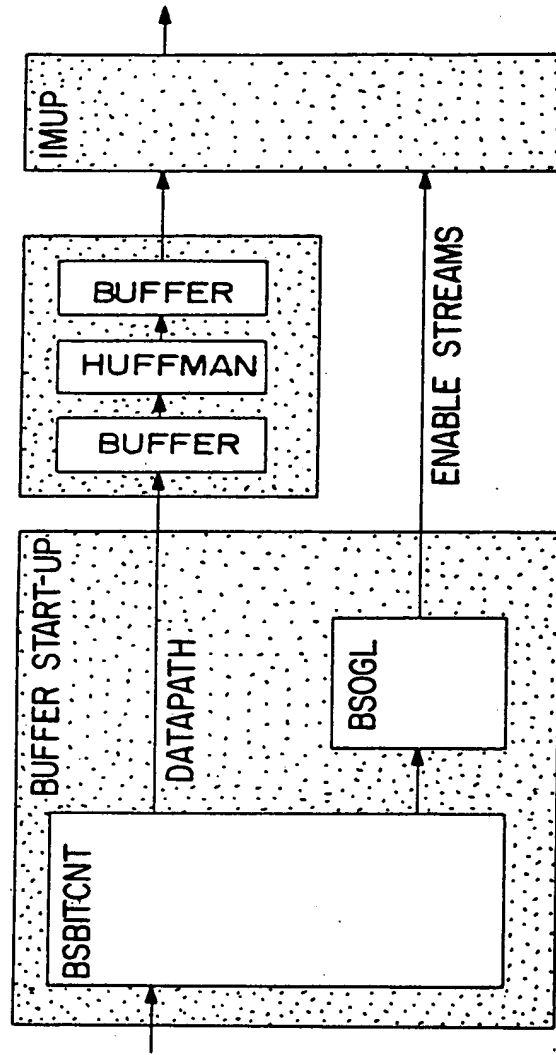 BUFFER START-UP
BSBITCNT
DATAPATH
BSOGL
BUFFER
HUFFMAN
BUFFER
ENABLE STREAMS
IMUP